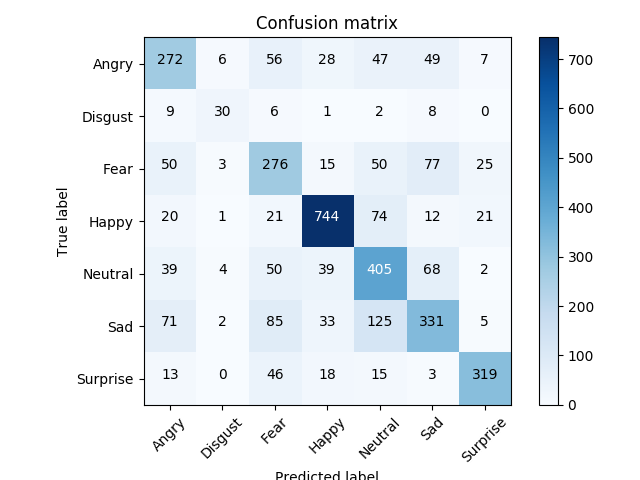 Confusion matrix
True label
Angry 272 6 56 28 47 49 7
Disgust 9 30 6 1 2 8 0
Fear 50 3 276 15 50 77 25
Happy 20 1 21 744 74 12 21
Neutral 39 4 50 39 405 68 2
Sad 71 2 85 33 125 331 5
Surprise 13 0 46 18 15 3 319
Angry Disgust Fear Happy Neutral Sad Surprise
Predicted label
700
600
500
400
300
200
100
0